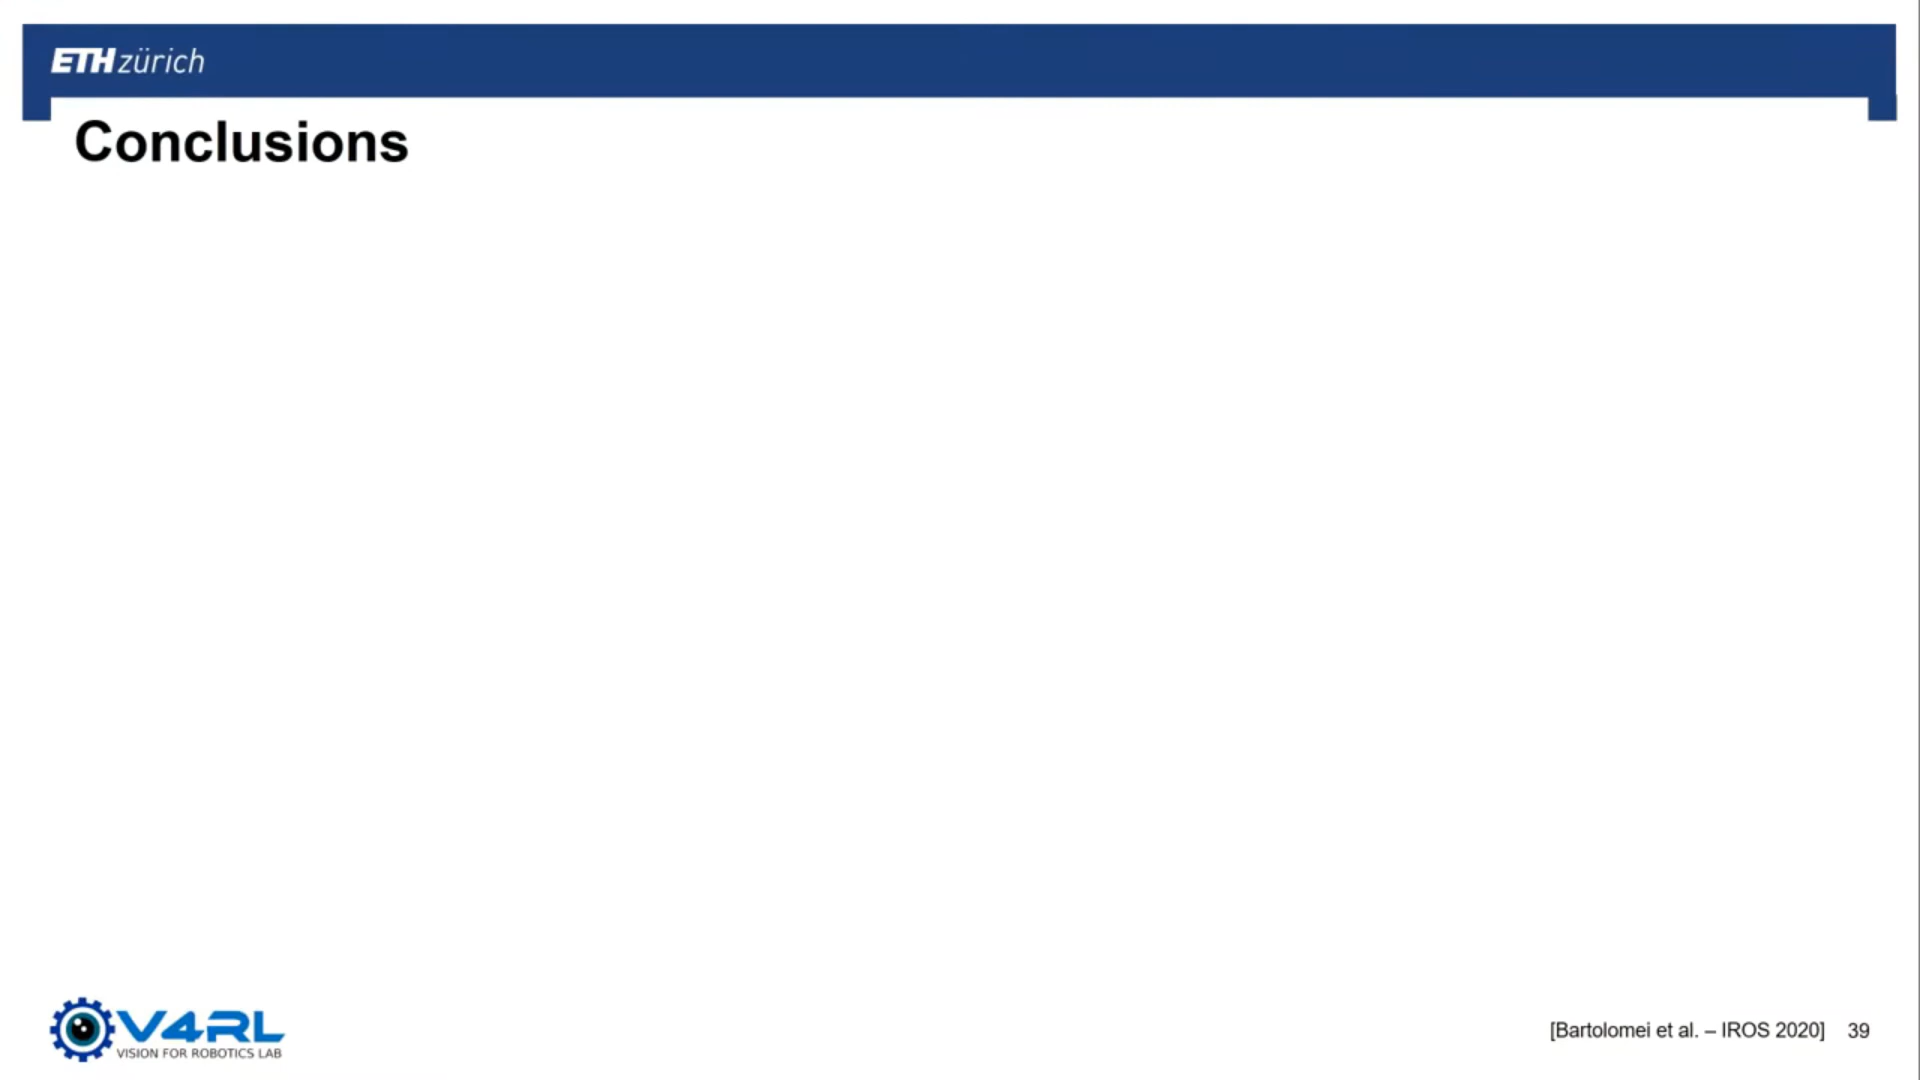 ETH zürich
Conclusions
V4RL
VISION FOR ROBOTICS LAB
[Bartolomei et al. – IROS 2020] 39